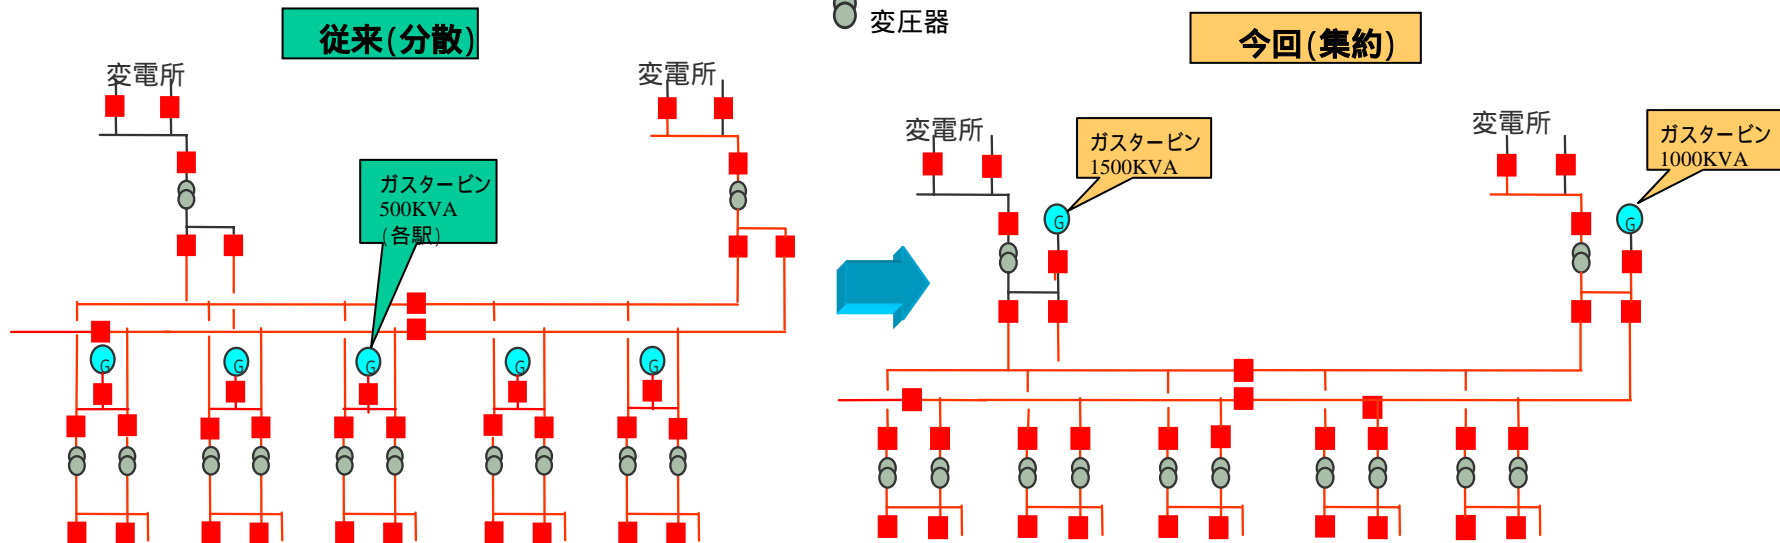 従来(分散)
変圧器
今回(集約)
変電所
変電所
ガスタービン
500KVA
(各駅)
G
G
G
G
G
変電所
ガスタービン
1500KVA
G
変電所
ガスタービン
1000KVA
G